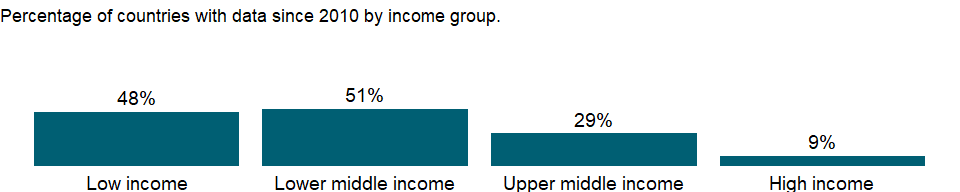 Percentage of countries with data since 2010 by income group.
48%
51%
29%
9%
Low income
Lower middle income
Upper middle income
High income